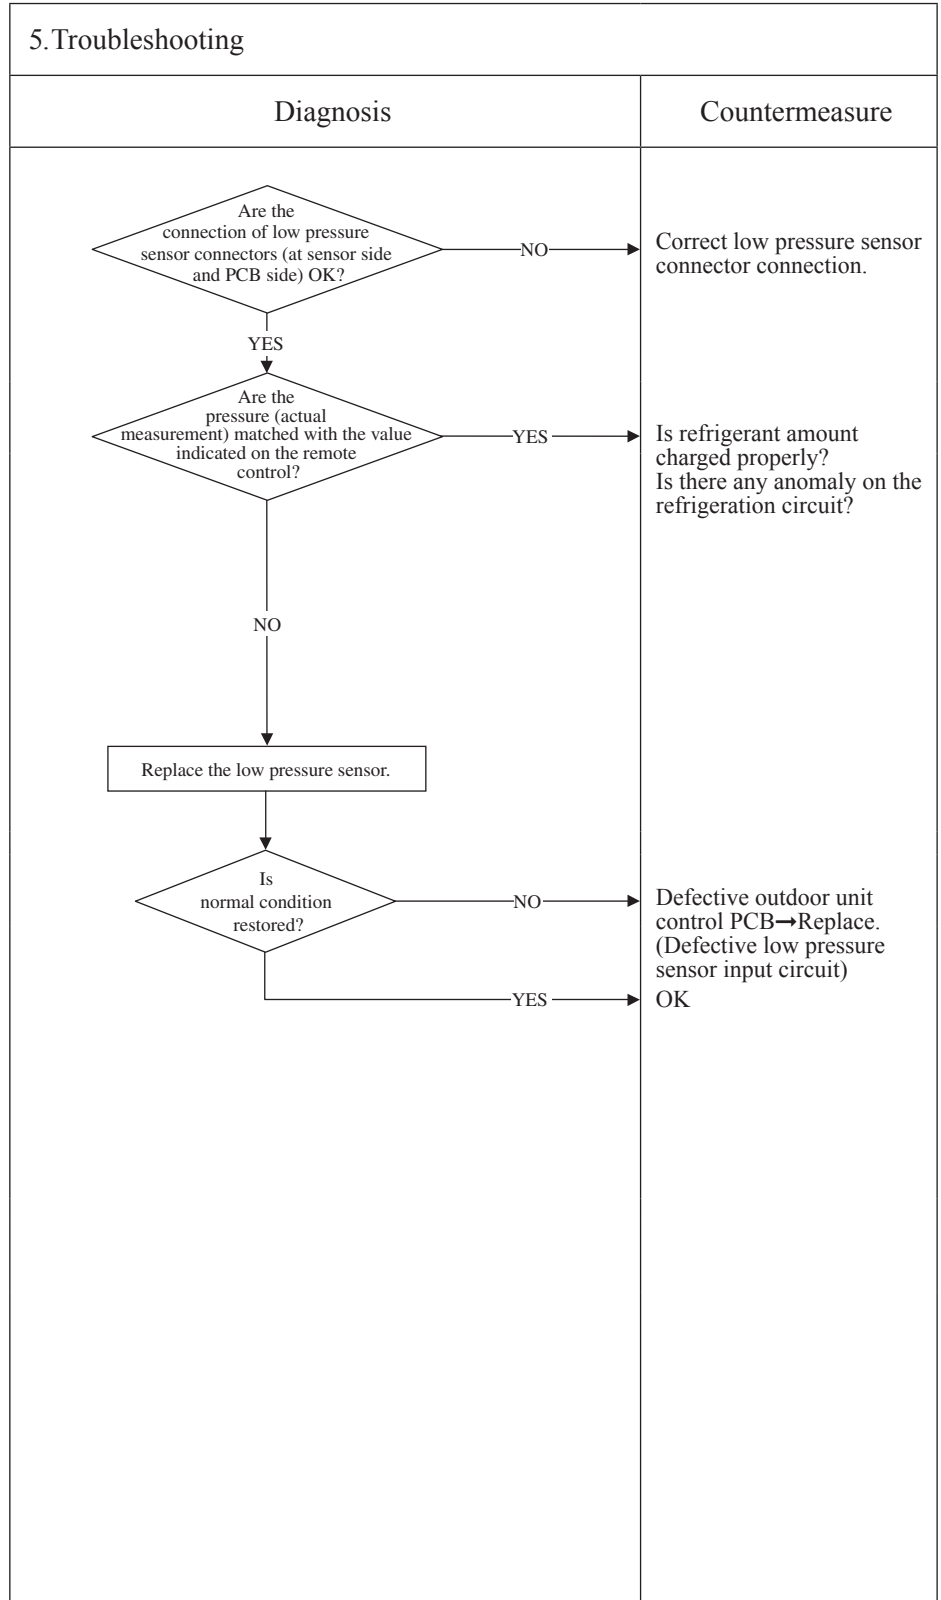 5.Troubleshooting
Diagnosis
Countermeasure
Are the
connection of low pressure
sensor connectors (at sensor side
and PCB side) OK?
NO
Correct low pressure sensor
connector connection.
YES
Are the
pressure (actual
measurement) matched with the value
indicated on the remote
control?
YES
Is refrigerant amount
charged properly?
Is there any anomaly on the
refrigeration circuit?
NO
Replace the low pressure sensor.
Is
normal condition
restored?
NO
Defective outdoor unit
control PCB→Replace.
(Defective low pressure
sensor input circuit)
YES
OK